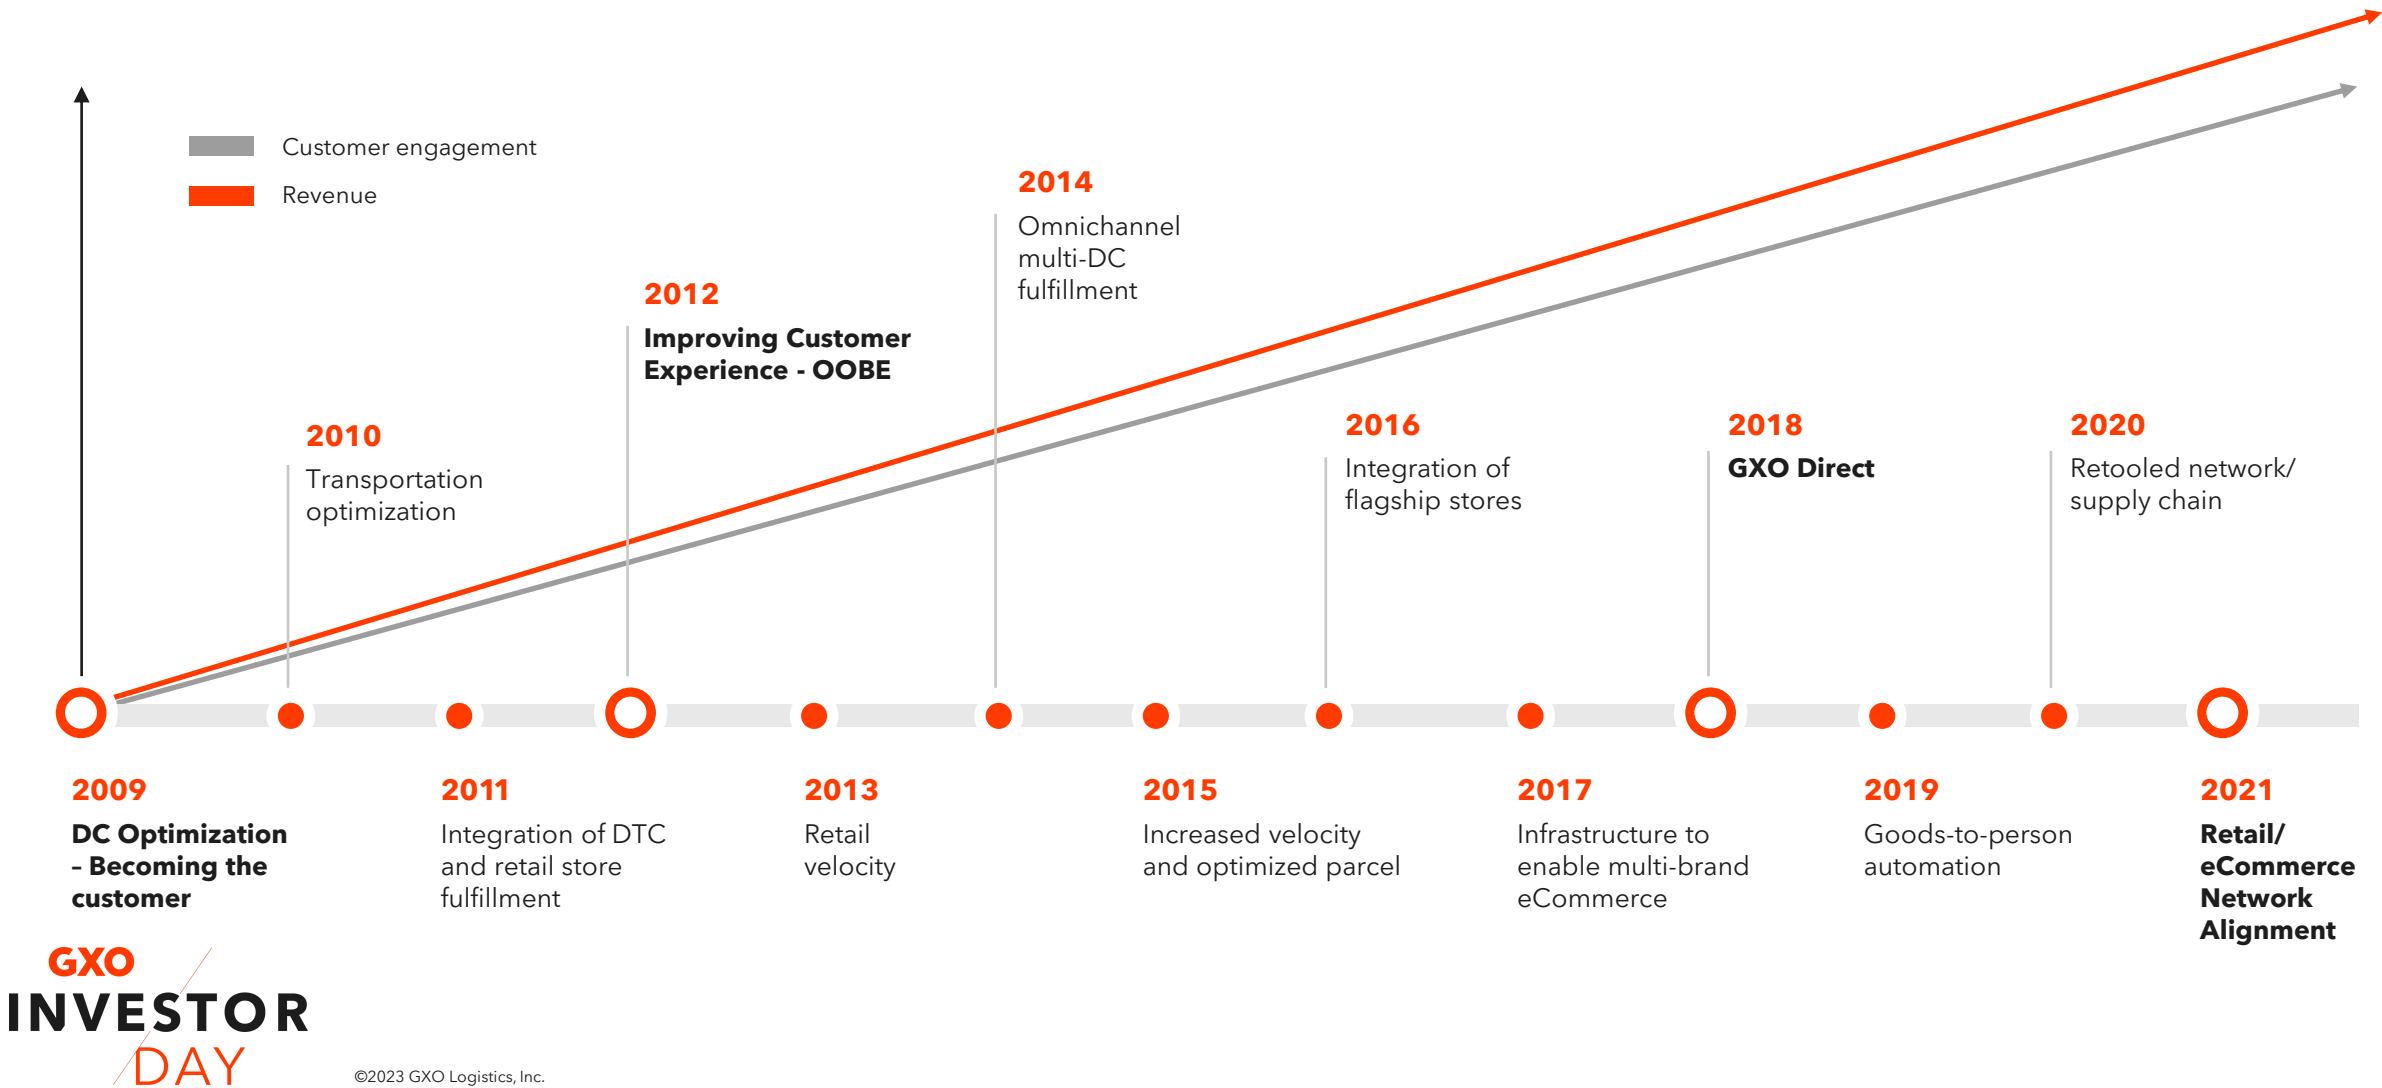 Customer engagement
Revenue
2014
Omnichannel
multi-DC
fulfillment
2012
Improving Customer
Experience - OOBE
2010
Transportation
optimization
2016
Integration of
flagship stores
2018
GXO Direct
2020
Retooled network/
supply chain
2009
DC Optimization
– Becoming the
customer
2011
Integration of DTC
and retail store
fulfillment
2013
Retail
velocity
2015
Increased velocity
and optimized parcel
2017
Infrastructure to
enable multi-brand
eCommerce
2019
Goods-to-person
automation
2021
Retail/
eCommerce
Network
Alignment
GXO
INVESTOR
DAY
©2023 GXO Logistics, Inc.